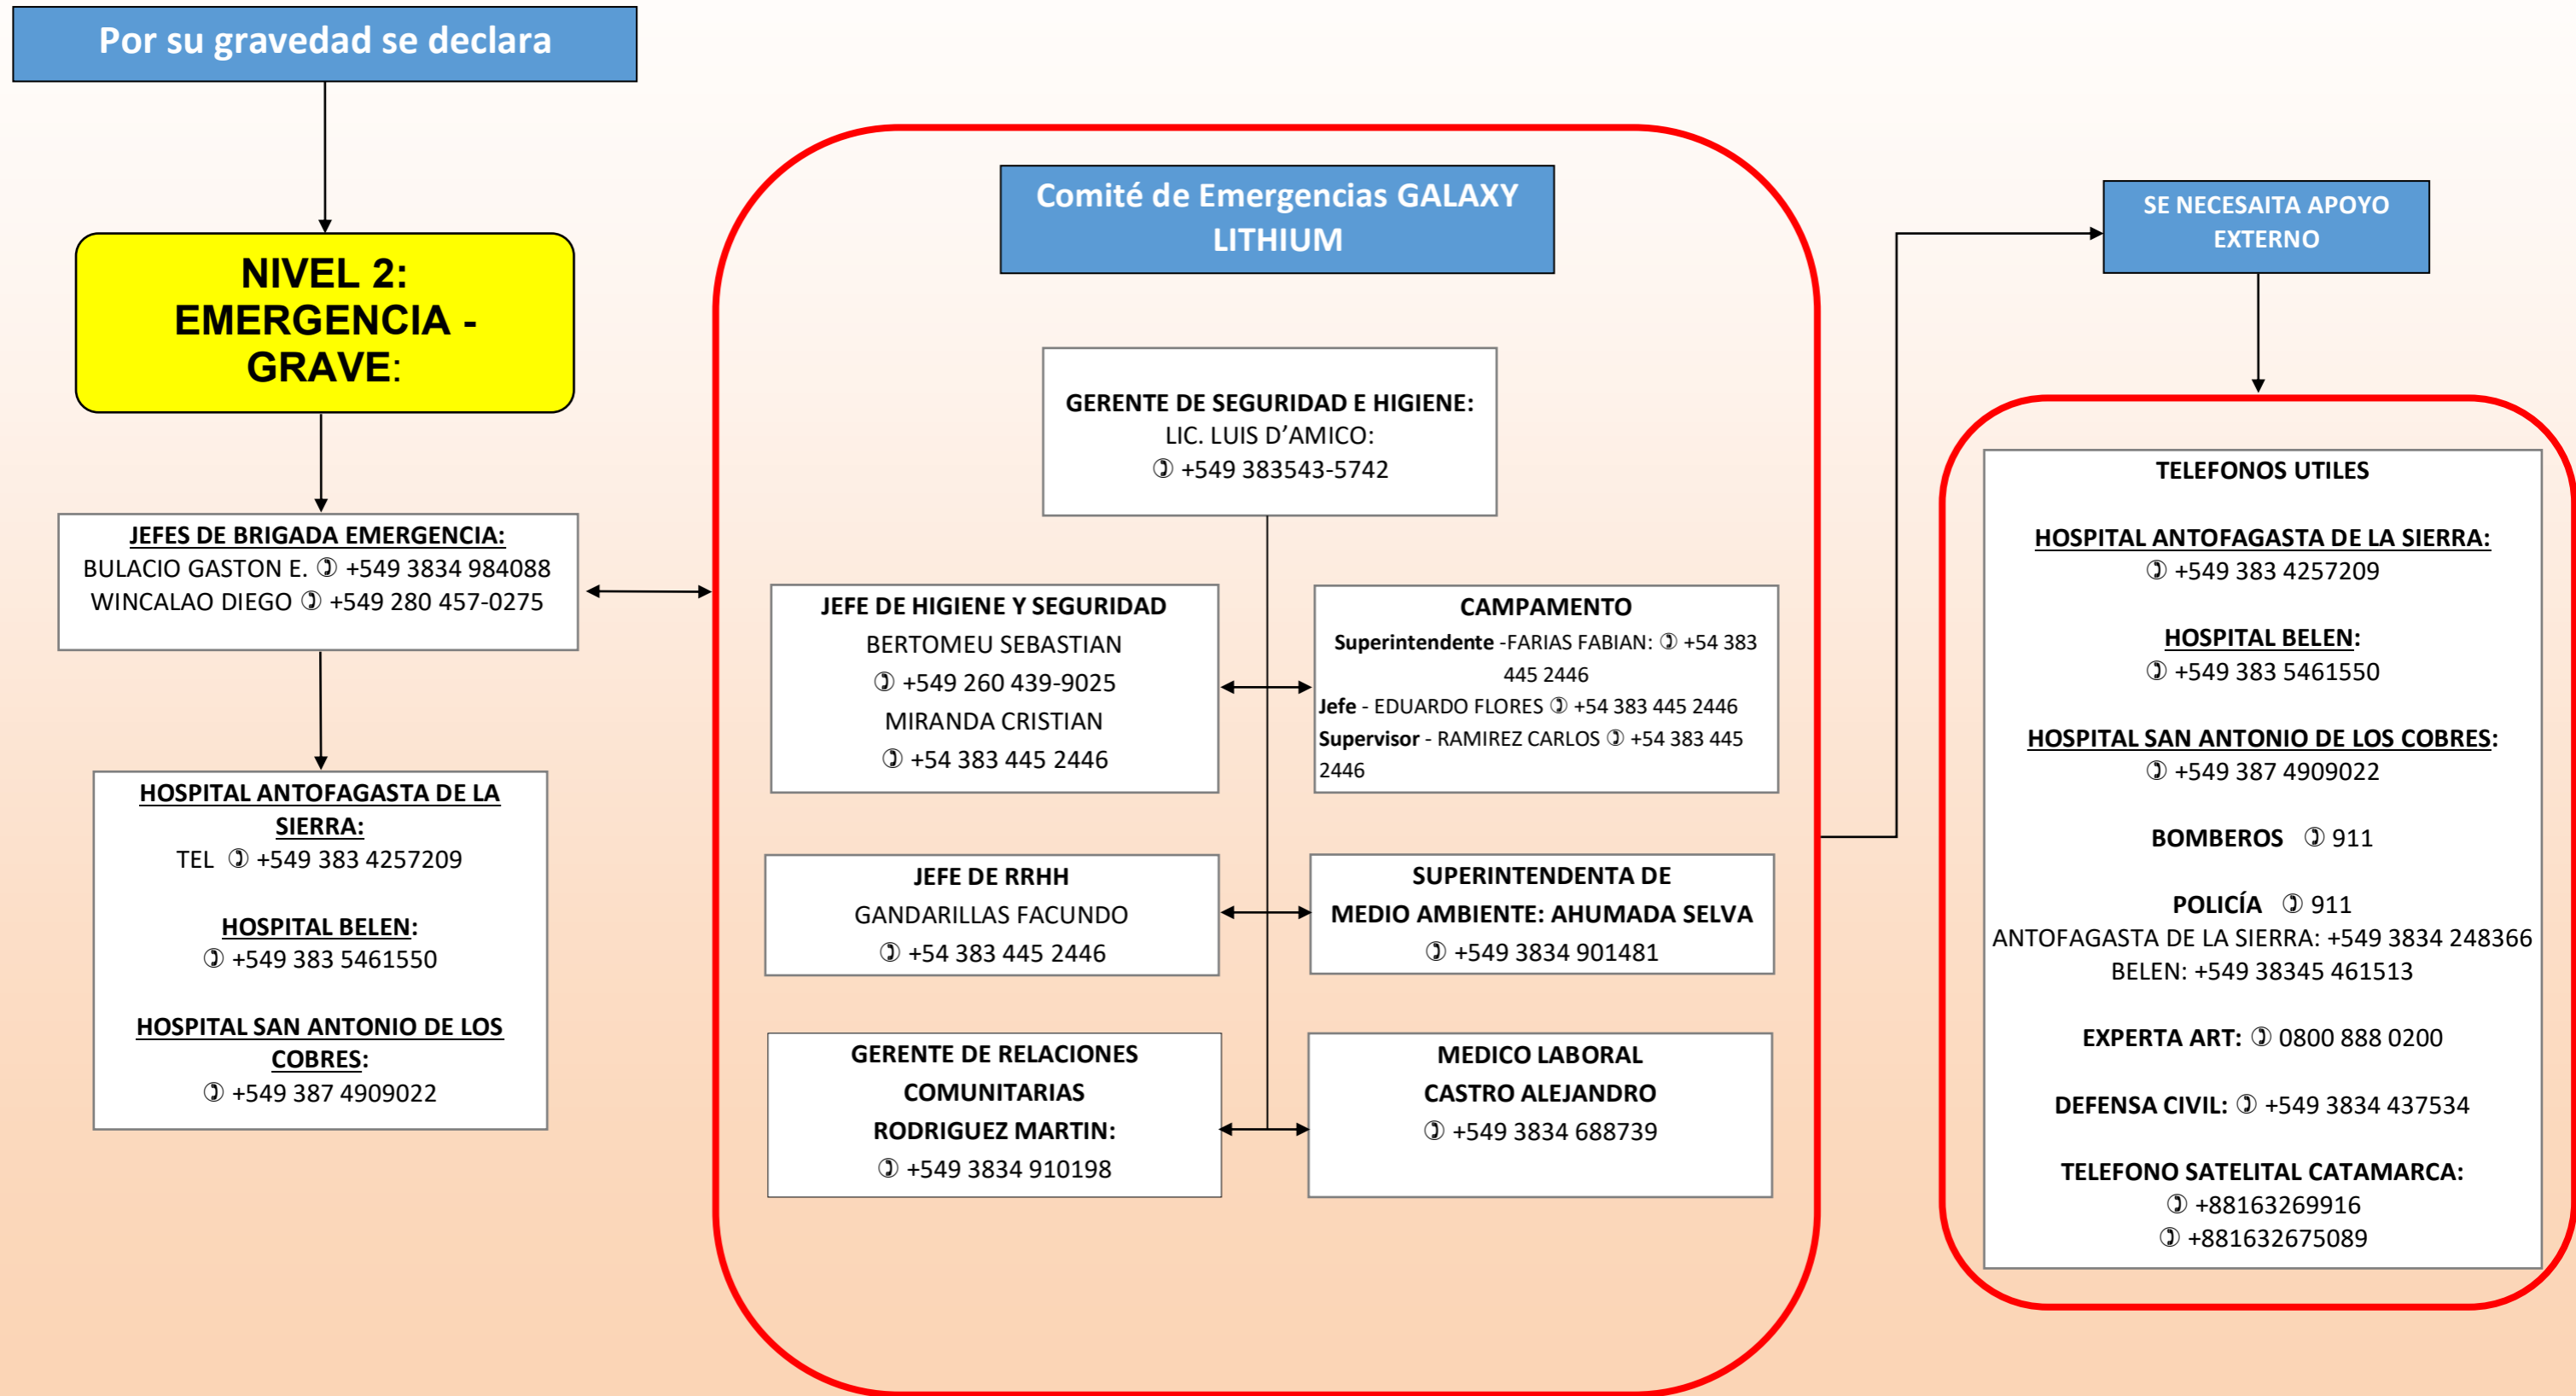 Por su gravedad se declara
NIVEL 2:
EMERGENCIA -
GRAVE:
JEFES DE BRIGADA EMERGENCIA:
BULACIO GASTON E. ✆ +549 3834 984088
WINCALAO DIEGO ✆ +549 280 457-0275
HOSPITAL ANTOFAGASTA DE LA
SIERRA:
TEL ✆ +549 383 4257209
HOSPITAL BELEN:
✆ +549 383 5461550
HOSPITAL SAN ANTONIO DE LOS
COBRES:
✆ +549 387 4909022
Comité de Emergencias GALAXY
LITHIUM
GERENTE DE SEGURIDAD E HIGIENE:
LIC. LUIS D’AMICO:
✆ +549 383543-5742
JEFE DE HIGIENE Y SEGURIDAD
BERTOMEU SEBASTIAN
✆ +549 260 439-9025
MIRANDA CRISTIAN
✆ +54 383 445 2446
CAMPAMENTO
Superintendente -FARIAS FABIAN: ✆ +54 383
445 2446
Jefe - EDUARDO FLORES ✆ +54 383 445 2446
Supervisor - RAMIREZ CARLOS ✆ +54 383 445
2446
JEFE DE RRHH
GANDARILLAS FACUNDO
✆ +54 383 445 2446
SUPERINTENDENTA DE
MEDIO AMBIENTE: AHUMADA SELVA
✆ +549 3834 901481
GERENTE DE RELACIONES
COMUNITARIAS
RODRIGUEZ MARTIN:
✆ +549 3834 910198
MEDICO LABORAL
CASTRO ALEJANDRO
✆ +549 3834 688739
SE NECESAITA APOYO
EXTERNO
TELEFONOS UTILES
HOSPITAL ANTOFAGASTA DE LA SIERRA:
✆ +549 383 4257209
HOSPITAL BELEN:
✆ +549 383 5461550
HOSPITAL SAN ANTONIO DE LOS COBRES:
✆ +549 387 4909022
BOMBEROS ✆ 911
POLICÍA ✆ 911
ANTOFAGASTA DE LA SIERRA: +549 3834 248366
BELEN: +549 38345 461513
EXPERTA ART: ✆ 0800 888 0200
DEFENSA CIVIL: ✆ +549 3834 437534
TELEFONO SATELITAL CATAMARCA:
✆ +88163269916
✆ +881632675089